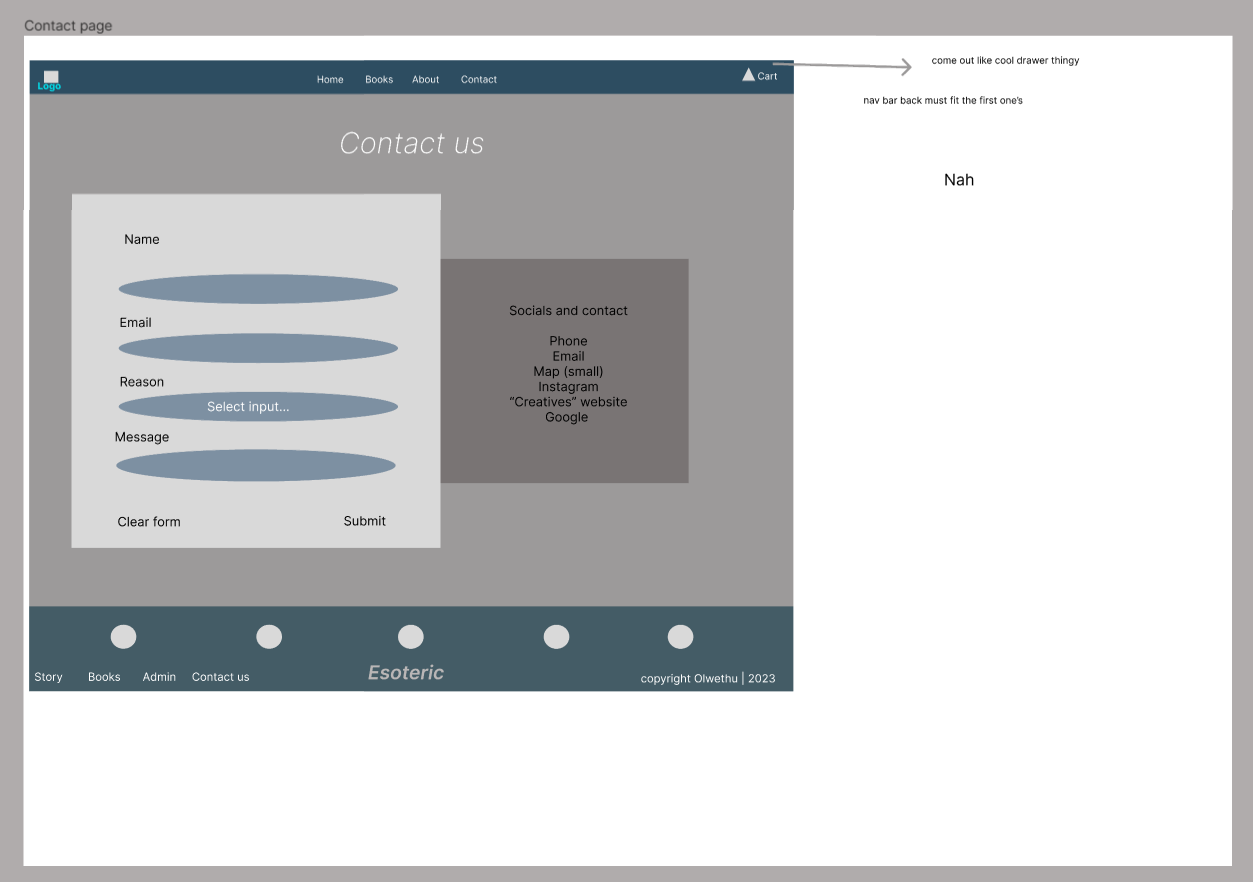 Contact page
Logo
Home Books About Contact
Cart
come out like cool drawer thingy
nav bar back must fit the first one's
Nah
Contact us
Name
Email
Reason
Select input...
Message
Clear form Submit
Socials and contact
Phone
Email
Map (small)
Instagram
“Creatives” website
Google
Story Books Admin Contact us
Esoteric
copyright Olwethu | 2023